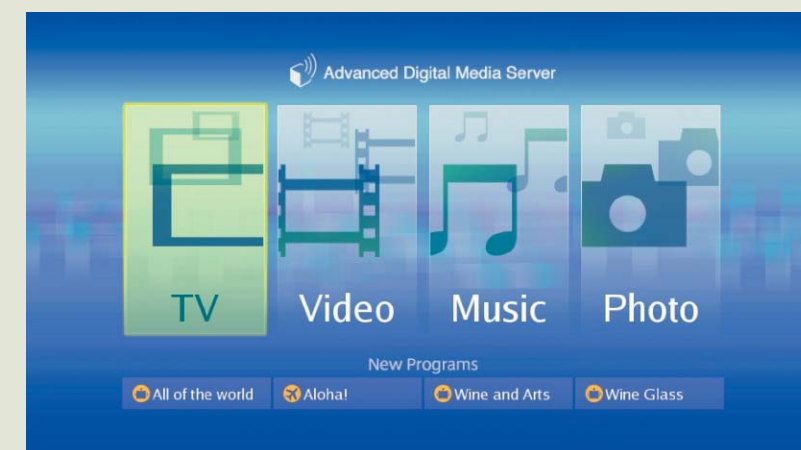 Advanced Digital Media Server
TV Video Music Photo
New Programs
All of the world Aloha! Wine and Arts Wine Glass